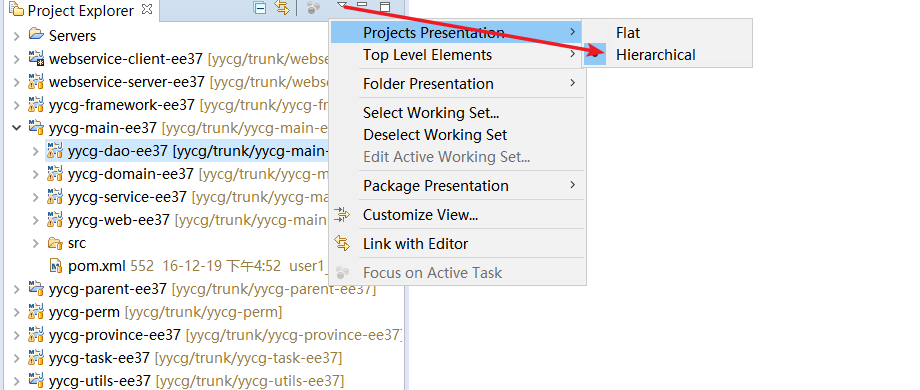 Project Explorer
Servers
webservice-client-ee37 [yycg/trunk/webse
webservice-server-ee37 [yycg/trunk/webs
yycg-framework-ee37 [yycg/trunk/yycg-fr
yycg-main-ee37 [yycg/trunk/yycg-main-e
yycg-dao-ee37 [yycg/trunk/yycg-main-
yycg-domain-ee37 [yycg/trunk/yycg-ma
yycg-service-ee37 [yycg/trunk/yycg-ma
yycg-web-ee37 [yycg/trunk/yycg-main
src
pom.xml 552 16-12-19 下午4:52 user1_
yycg-parent-ee37 [yycg/trunk/yycg-parent-ee37]
yycg-perm [yycg/trunk/yycg-perm]
yycg-province-ee37 [yycg/trunk/yycg-province-ee37]
yycg-task-ee37 [yycg/trunk/yycg-task-ee37]
yycg-utils-ee37 [yycg/trunk/yycg-utils-ee37]
Projects Presentation
Top Level Elements
Folder Presentation
Select Working Set...
Deselect Working Set
Edit Active Working Set...
Package Presentation
Customize View...
Link with Editor
Focus on Active Task
Flat
Hierarchical